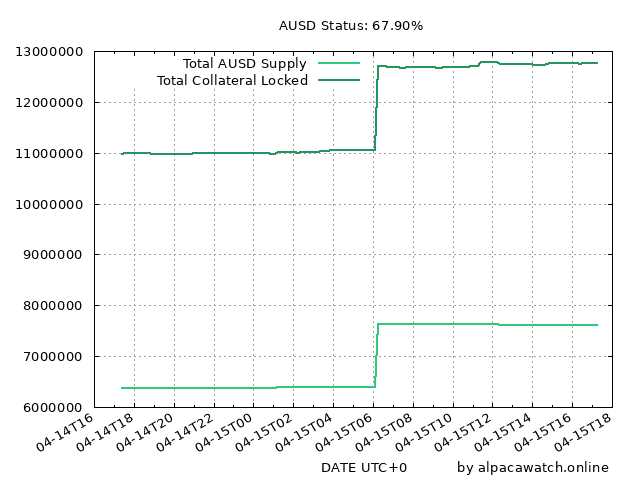 AUSD Status: 67.90%
13000000
Total AUSD Supply
Total Collateral Locked
12000000
11000000
10000000
9000000
8000000
7000000
6000000
04-14T16
04-14T18
04-14T20
04-14T22
04-15T00
04-15T02
04-15T04
04-15T06
04-15T08
04-15T10
04-15T12
04-15T14
04-15T16
04-15T18
DATE UTC+0
by alpacawatch.online